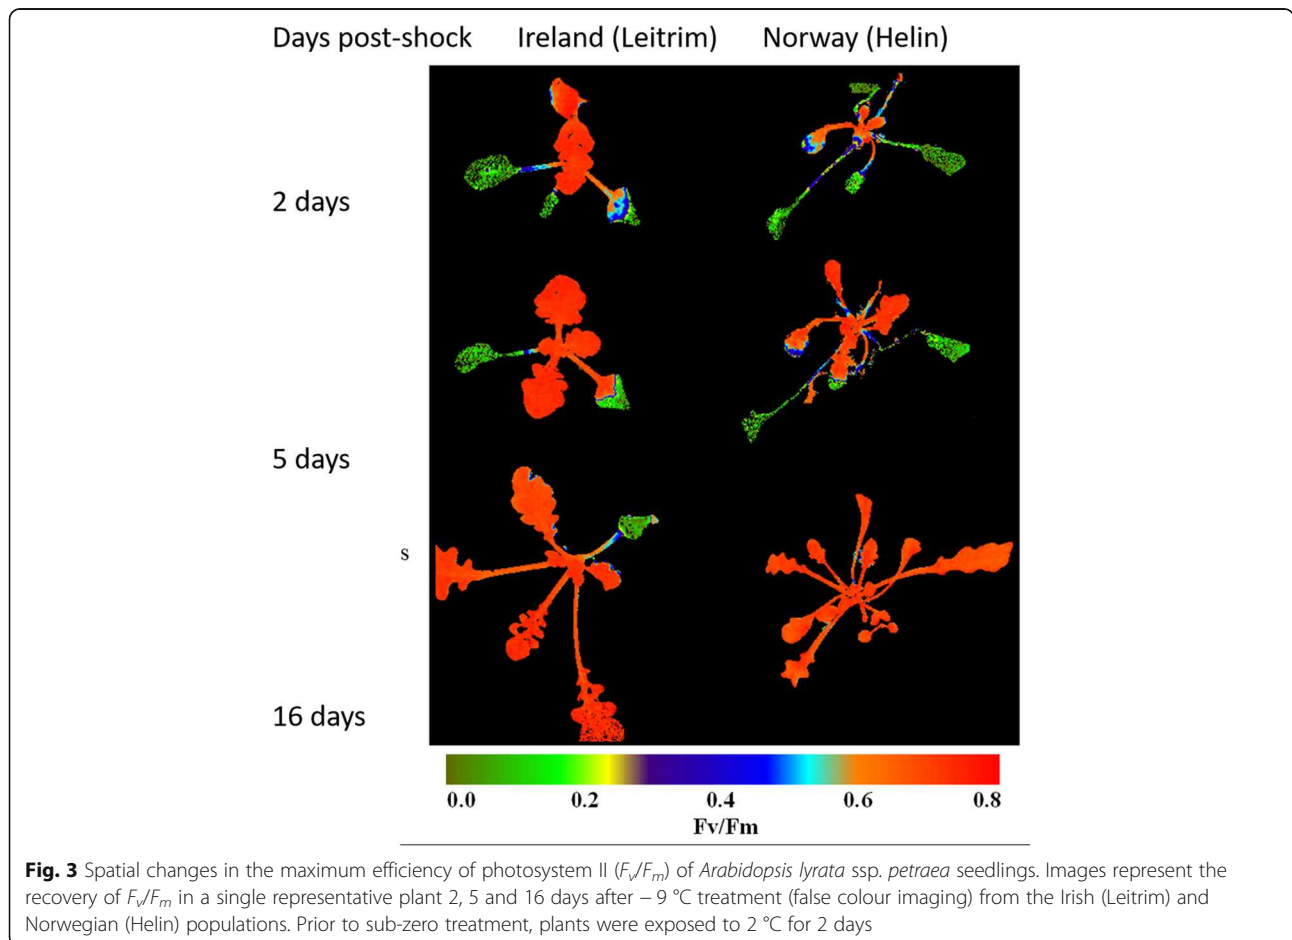 Days post-shock Ireland (Leitrim) Norway (Helin)
2 days
5 days
s
16 days
0.0 0.2 0.4 0.6 0.8
Fv/Fm
Fig. 3 Spatial changes in the maximum efficiency of photosystem II (Fv/Fm) of Arabidopsis lyrata ssp. petraea seedlings. Images represent the
recovery of Fv/Fm in a single representative plant 2, 5 and 16 days after − 9 °C treatment (false colour imaging) from the Irish (Leitrim) and
Norwegian (Helin) populations. Prior to sub-zero treatment, plants were exposed to 2 °C for 2 days